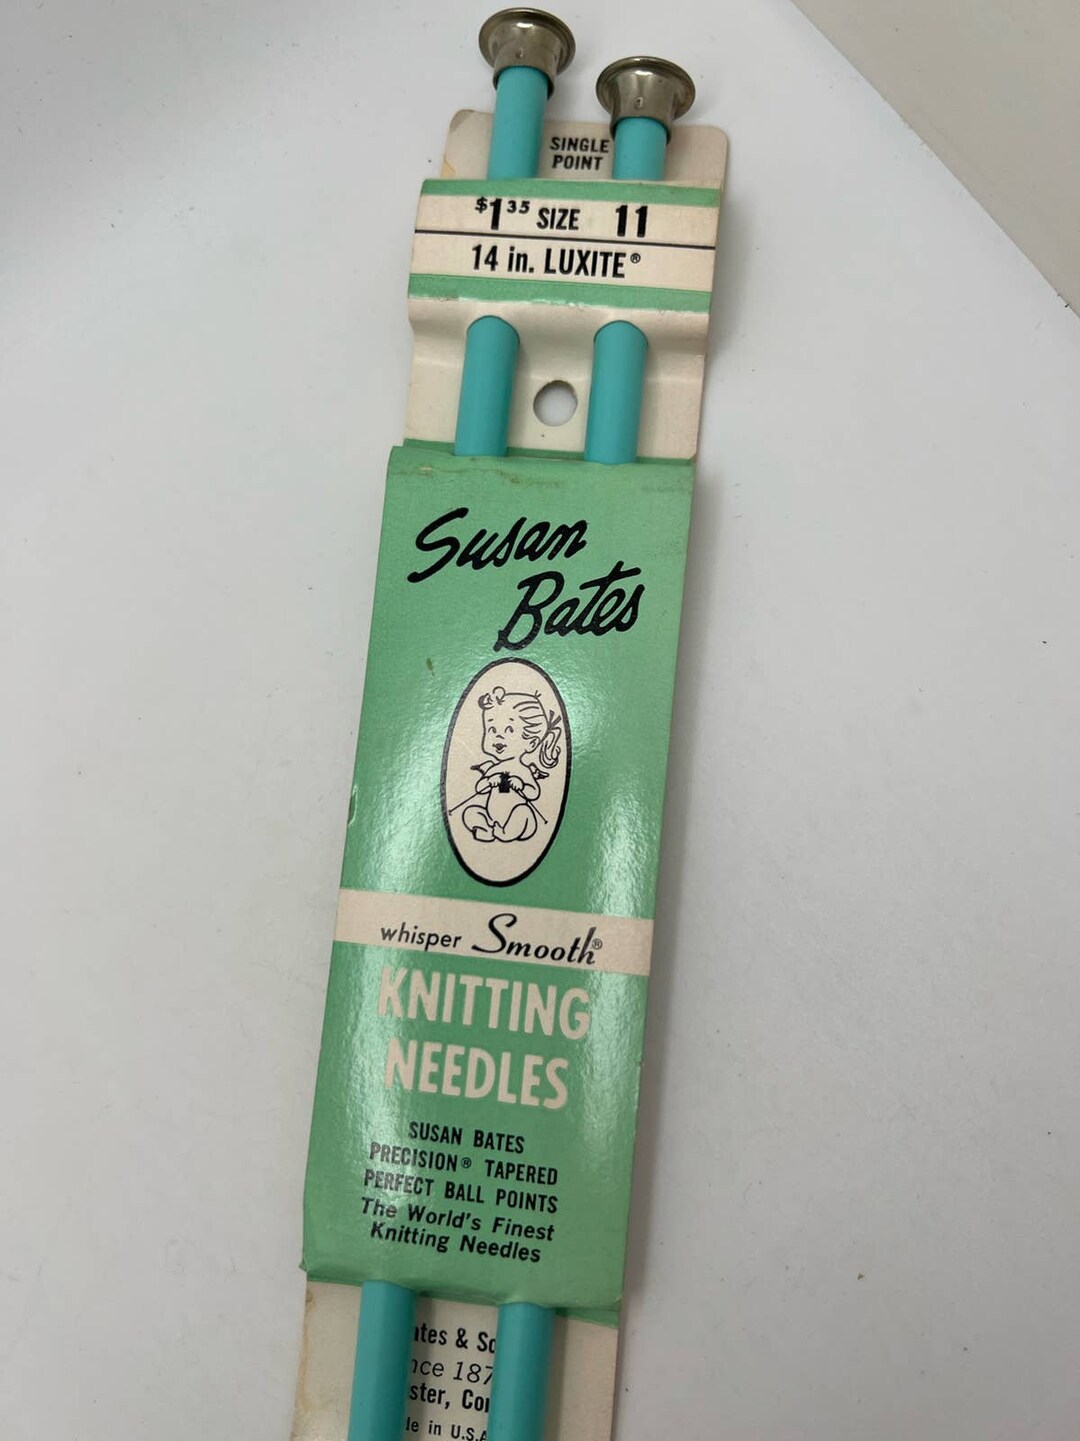 SINGLE
POINT
$1 35 SIZE 11
14 in. LUXITE®
Susan
Bates
whisper Smooth®
KNITTING
NEEDLES
SUSAN BATES
PRECISION® TAPERED
PERFECT BALL POINTS
The World's Finest
Knitting Needles
&
in U.S.A